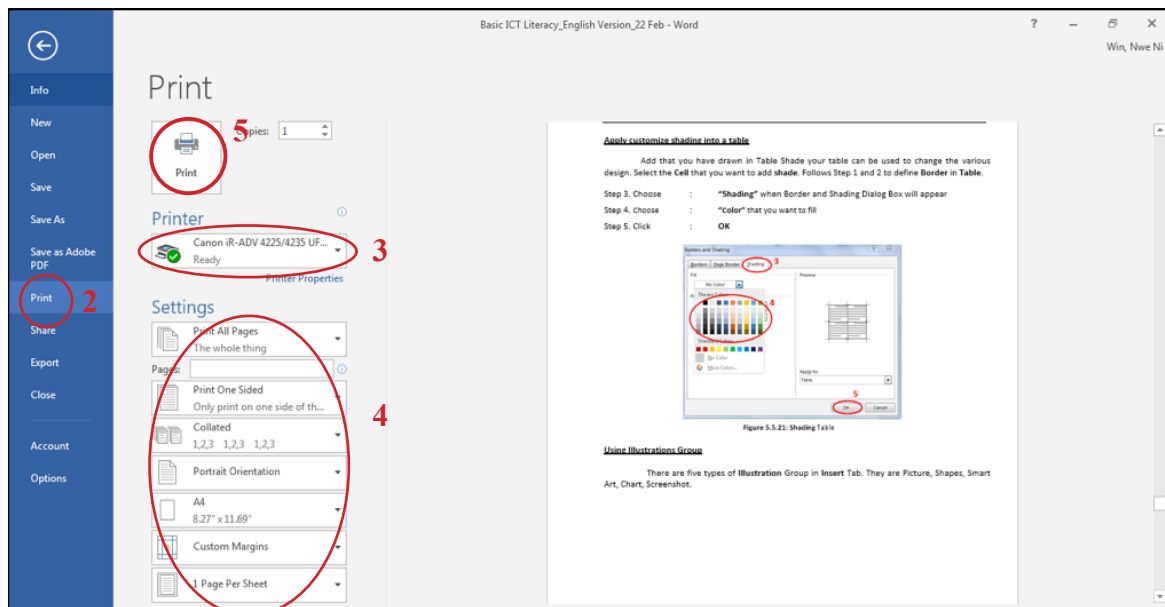 Basic ICT Literacy_English Version_22 Feb - Word
?
Win, Nwe Ni
Info
New
Open
Save
Save As
Save as Adobe
PDF
Print
2
Share
Export
Close
Account
Options
Print
Print
5
Copies: 1
Printer
Canon iR-ADV 4225/4235 UF...
Ready
3
Printer Properties
Settings
Print All Pages
The whole thing
Pages:
Print One Sided
Only print on one side of th...
4
Collated
1,2,3 1,2,3 1,2,3
Portrait Orientation
A4
8.27" x 11.69"
Custom Margins
1 Page Per Sheet
Apply customize shading into a table
Add that you have drawn in Table Shade your table can be used to change the various
design. Select the Cell that you want to add shade. Follows Step 1 and 2 to define Border in Table.
Step 3. Choose : “Shading” when Border and Shading Dialog Box will appear
Step 4. Choose : “Color” that you want to fill
Step 5. Click : OK
Borders and Shading
Borders Page Border Shading 3
Fill
Preview
No Color
Theme Colors
4
Standard Colors
No Color
More Colors...
Apply to:
Table
5
OK Cancel
Figure 5.5.21: Shading Table
Using Illustrations Group
There are five types of Illustration Group in Insert Tab. They are Picture, Shapes, Smart
Art, Chart, Screenshot.